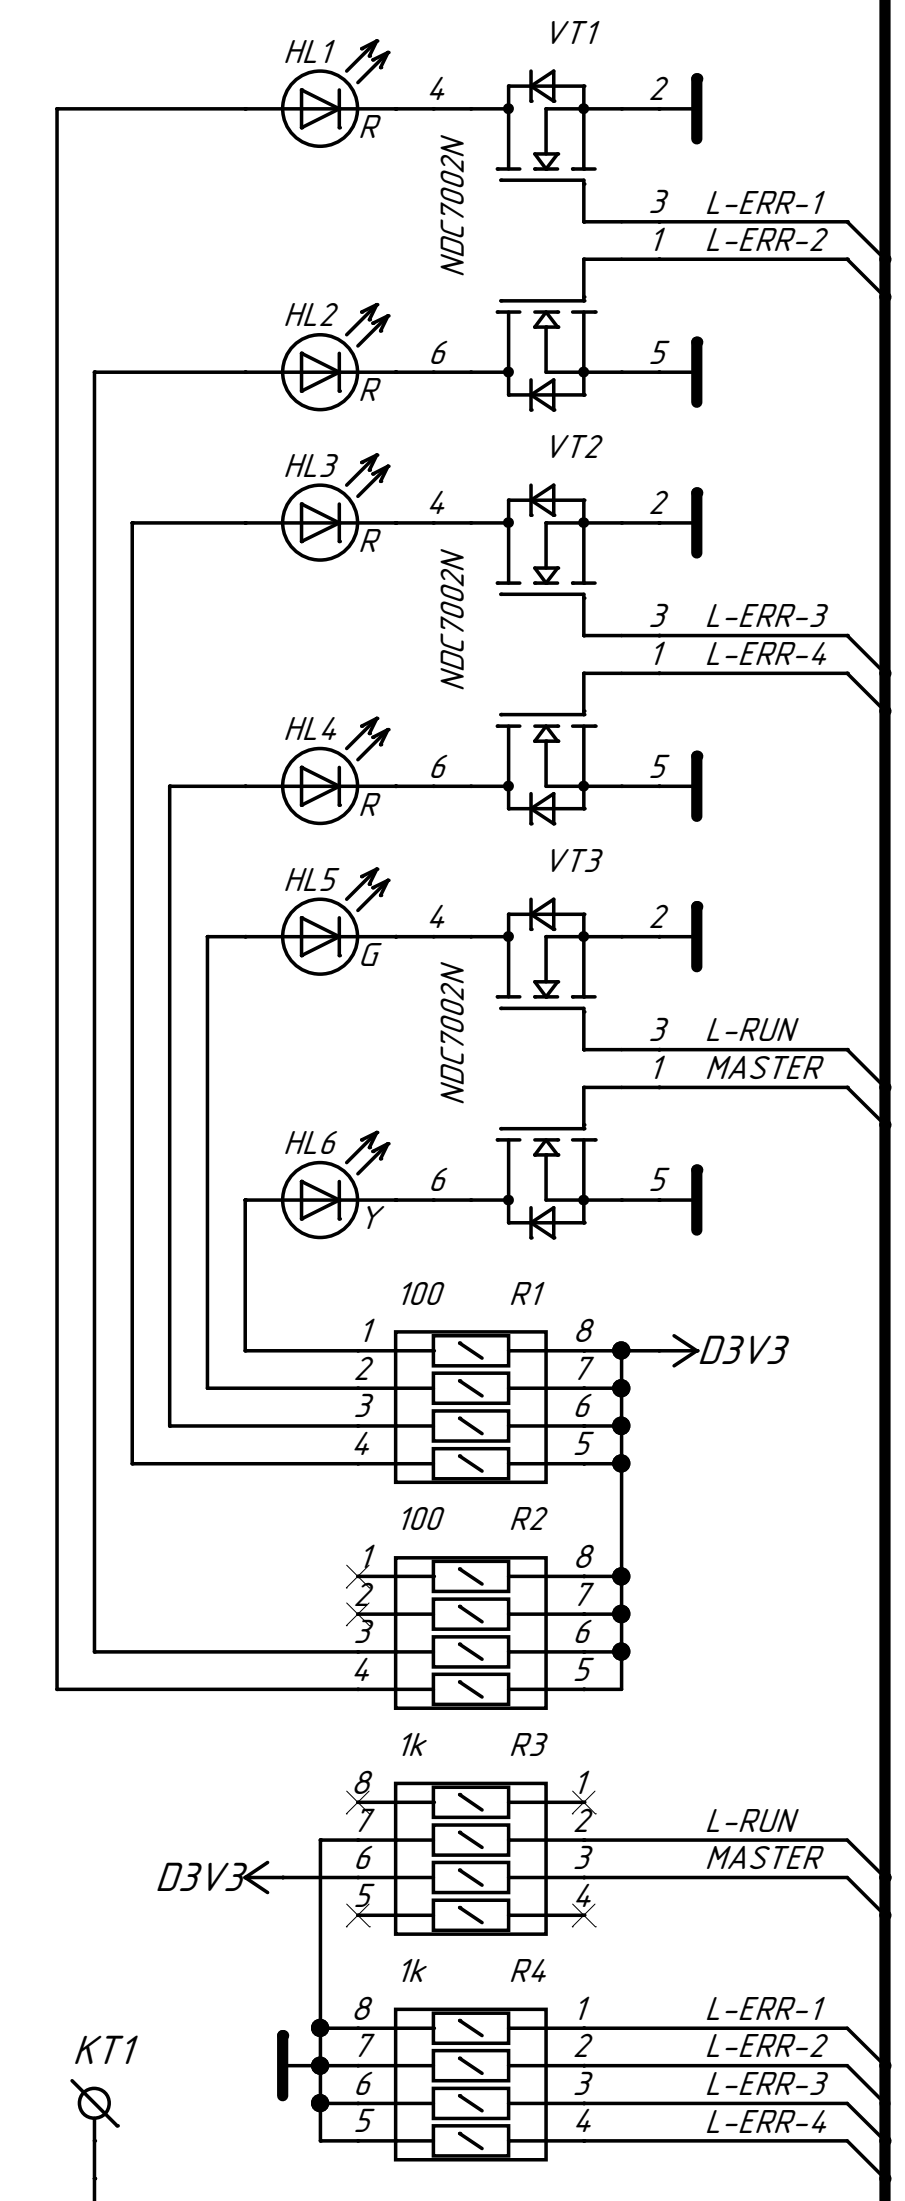 VT1
HL1
4
2
R
NDC7002N
3 L-ERR-1
1 L-ERR-2
HL2
6
5
R
VT2
HL3
4
2
R
NDC7002N
3 L-ERR-3
1 L-ERR-4
HL4
6
5
R
VT3
HL5
4
2
G
NDC7002N
3 L-RUN
1 MASTER
HL6
6
5
Y
100 R1
1 8 D3V3
2 7
3 6
4 5
100 R2
1 8
2 7
3 6
4 5
1k R3
8 1
7 2 L-RUN
D3V3 6 3 MASTER
5 4
1k R4
8 1 L-ERR-1
7 2 L-ERR-2
6 3 L-ERR-3
5 4 L-ERR-4
KT1